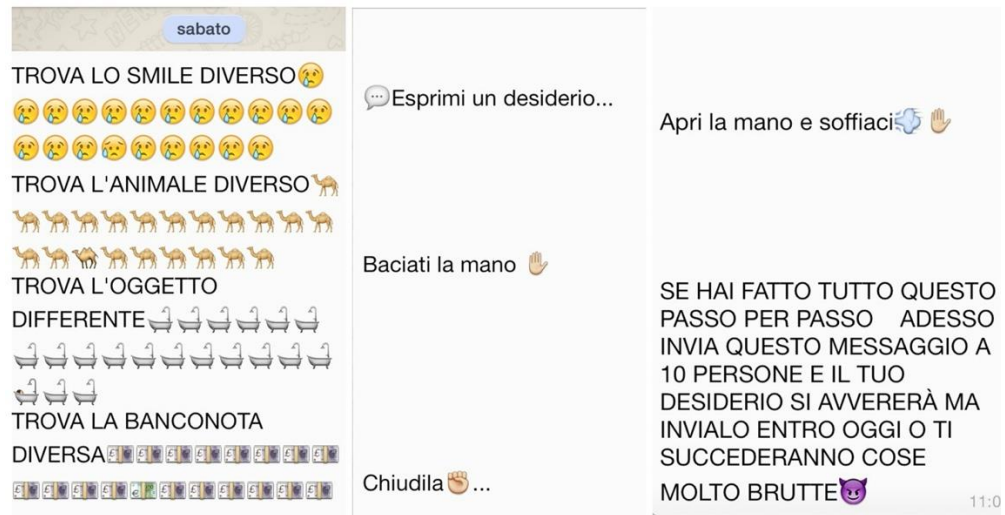 sabato
TROVA LO SMILE DIVERSO😢
😢😢😢😢😢😢😢😢😢😢😢
😢😢😢😥😢😢😢😢😢
TROVA L'ANIMALE DIVERSO🐪
🐪🐪🐪🐪🐪🐪🐪🐪🐪🐪🐪
🐪🐪🐫🐪🐪🐪🐪🐪🐪
TROVA L'OGGETTO
DIFFERENTE🛁🛁🛁🛁🛁🛁
🛁🛁🛁🛁🛁🛁🛁🛁🛁🛁🛁
🛀🛁🛁
TROVA LA BANCONOTA
DIVERSA💷💷💷💷💷💷💷💷
💷💷💷💷💶💷💷💷💷💷💷
💬Esprimi un desiderio...
Baciati la mano ✋
Chiudila✊...
Apri la mano e soffiaci💨 ✋
SE HAI FATTO TUTTO QUESTO
PASSO PER PASSO ADESSO
INVIA QUESTO MESSAGGIO A
10 PERSONE E IL TUO
DESIDERIO SI AVVERERÀ MA
INVIALO ENTRO OGGI O TI
SUCCEDERANNO COSE
MOLTO BRUTTE😈